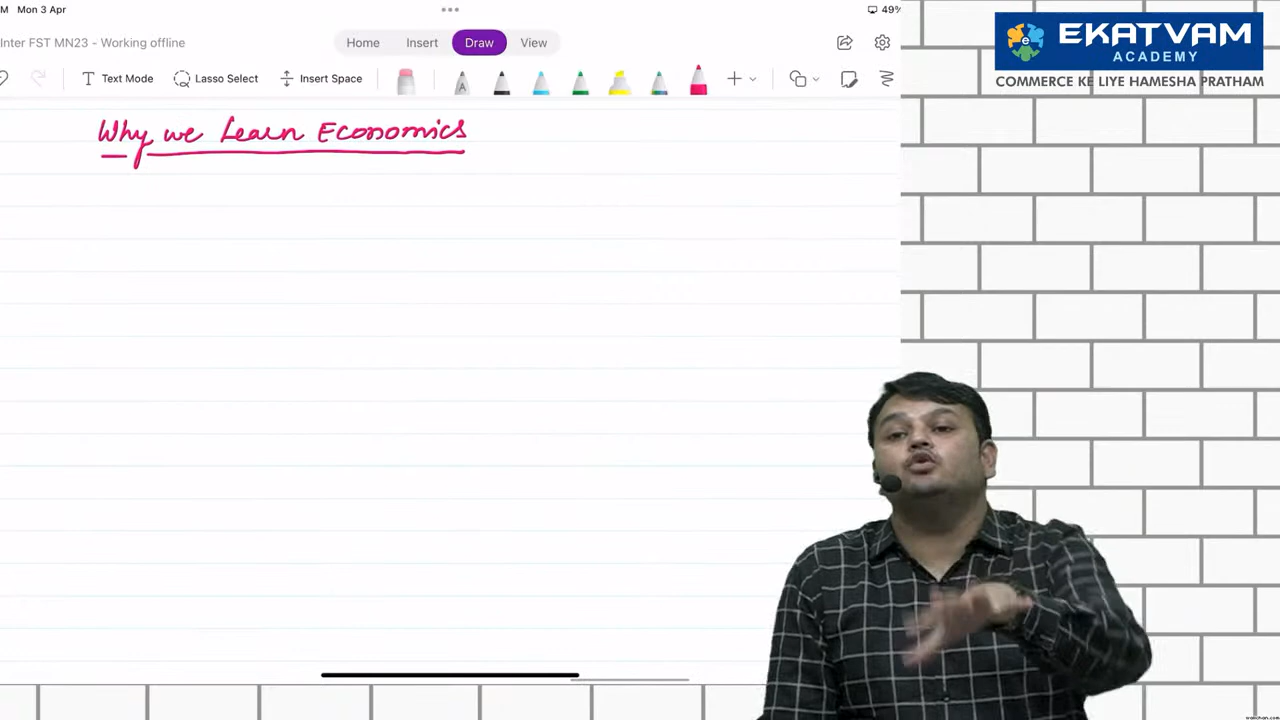 M Mon 3 Apr
49%
Inter FST MN23 - Working offline
Home Insert Draw View
Text Mode Lasso Select Insert Space
EKATVAM
ACADEMY
COMMERCE KE LIYE HAMESHA PRATHAM
Why we Learn Economics